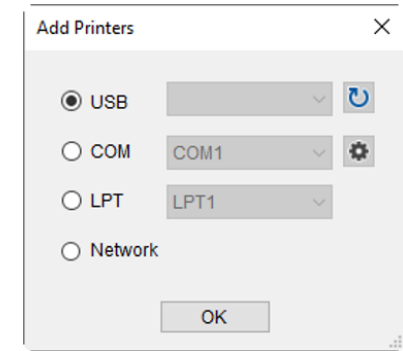 Add Printers
USB
COM COM1
LPT LPT1
Network
OK